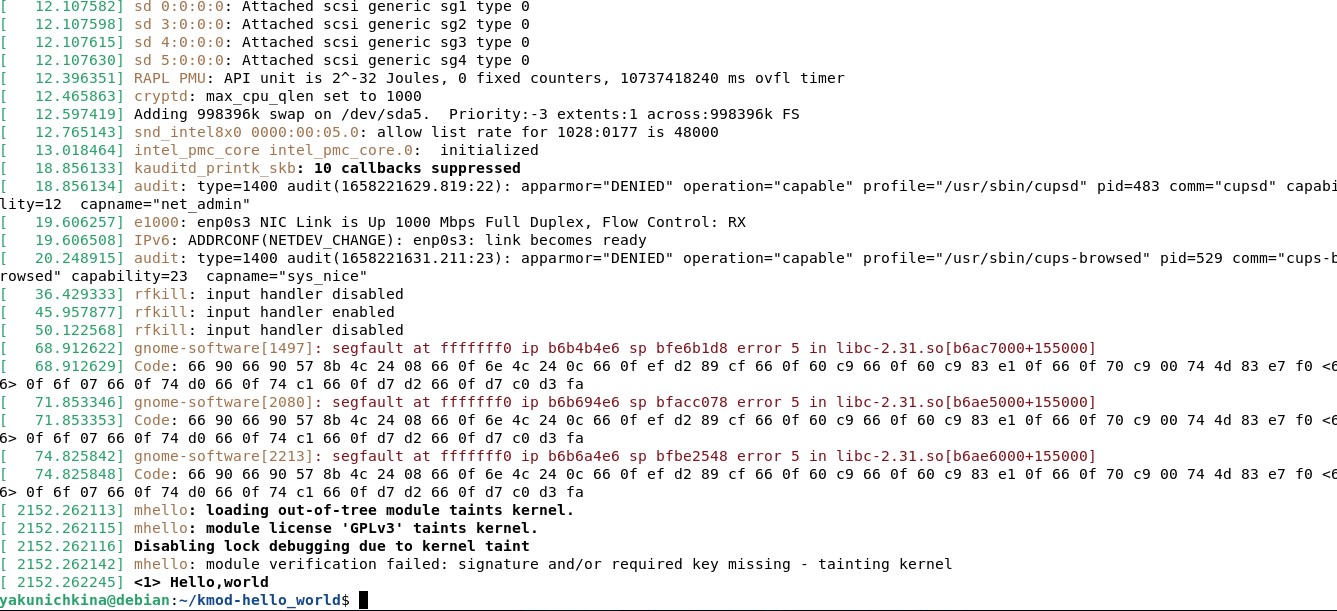 [   12.107582] sd 0:0:0:0: Attached scsi generic sg1 type 0
[   12.107598] sd 3:0:0:0: Attached scsi generic sg2 type 0
[   12.107615] sd 4:0:0:0: Attached scsi generic sg3 type 0
[   12.107630] sd 5:0:0:0: Attached scsi generic sg4 type 0
[   12.396351] RAPL PMU: API unit is 2^-32 Joules, 0 fixed counters, 10737418240 ms ovfl timer
[   12.465863] cryptd: max_cpu_qlen set to 1000
[   12.597419] Adding 998396k swap on /dev/sda5.  Priority:-3 extents:1 across:998396k FS
[   12.765143] snd_intel8x0 0000:00:05.0: allow list rate for 1028:0177 is 48000
[   13.018464] intel_pmc_core intel_pmc_core.0:  initialized
[   18.856133] kauditd_printk_skb: 10 callbacks suppressed
[   18.856134] audit: type=1400 audit(1658221629.819:22): apparmor="DENIED" operation="capable" profile="/usr/sbin/cupsd" pid=483 comm="cupsd" capabi
lity=12  capname="net_admin"
[   19.606257] e1000: enp0s3 NIC Link is Up 1000 Mbps Full Duplex, Flow Control: RX
[   19.606508] IPv6: ADDRCONF(NETDEV_CHANGE): enp0s3: link becomes ready
[   20.248915] audit: type=1400 audit(1658221631.211:23): apparmor="DENIED" operation="capable" profile="/usr/sbin/cups-browsed" pid=529 comm="cups-b
rowsed" capability=23  capname="sys_nice"
[   36.429333] rfkill: input handler disabled
[   45.957877] rfkill: input handler enabled
[   50.122568] rfkill: input handler disabled
[   68.912622] gnome-software[1497]: segfault at fffffff0 ip b6b4b4e6 sp bfe6b1d8 error 5 in libc-2.31.so[b6ac7000+155000]
[   68.912629] Code: 66 90 66 90 57 8b 4c 24 08 66 0f 6e 4c 24 0c 66 0f ef d2 89 cf 66 0f 60 c9 66 0f 60 c9 83 e1 0f 66 0f 70 c9 00 74 4d 83 e7 f0 <6
6> 0f 6f 07 66 0f 74 d0 66 0f 74 c1 66 0f d7 d2 66 0f d7 c0 d3 fa
[   71.853346] gnome-software[2080]: segfault at fffffff0 ip b6b694e6 sp bfacc078 error 5 in libc-2.31.so[b6ae5000+155000]
[   71.853353] Code: 66 90 66 90 57 8b 4c 24 08 66 0f 6e 4c 24 0c 66 0f ef d2 89 cf 66 0f 60 c9 66 0f 60 c9 83 e1 0f 66 0f 70 c9 00 74 4d 83 e7 f0 <6
6> 0f 6f 07 66 0f 74 d0 66 0f 74 c1 66 0f d7 d2 66 0f d7 c0 d3 fa
[   74.825842] gnome-software[2213]: segfault at fffffff0 ip b6b6a4e6 sp bfbe2548 error 5 in libc-2.31.so[b6ae6000+155000]
[   74.825848] Code: 66 90 66 90 57 8b 4c 24 08 66 0f 6e 4c 24 0c 66 0f ef d2 89 cf 66 0f 60 c9 66 0f 60 c9 83 e1 0f 66 0f 70 c9 00 74 4d 83 e7 f0 <6
6> 0f 6f 07 66 0f 74 d0 66 0f 74 c1 66 0f d7 d2 66 0f d7 c0 d3 fa
[ 2152.262113] mhello: loading out-of-tree module taints kernel.
[ 2152.262115] mhello: module license 'GPLv3' taints kernel.
[ 2152.262116] Disabling lock debugging due to kernel taint
[ 2152.262142] mhello: module verification failed: signature and/or required key missing - tainting kernel
[ 2152.262245] <1> Hello,world
yakunichkina@debian:~/kmod-hello_world$